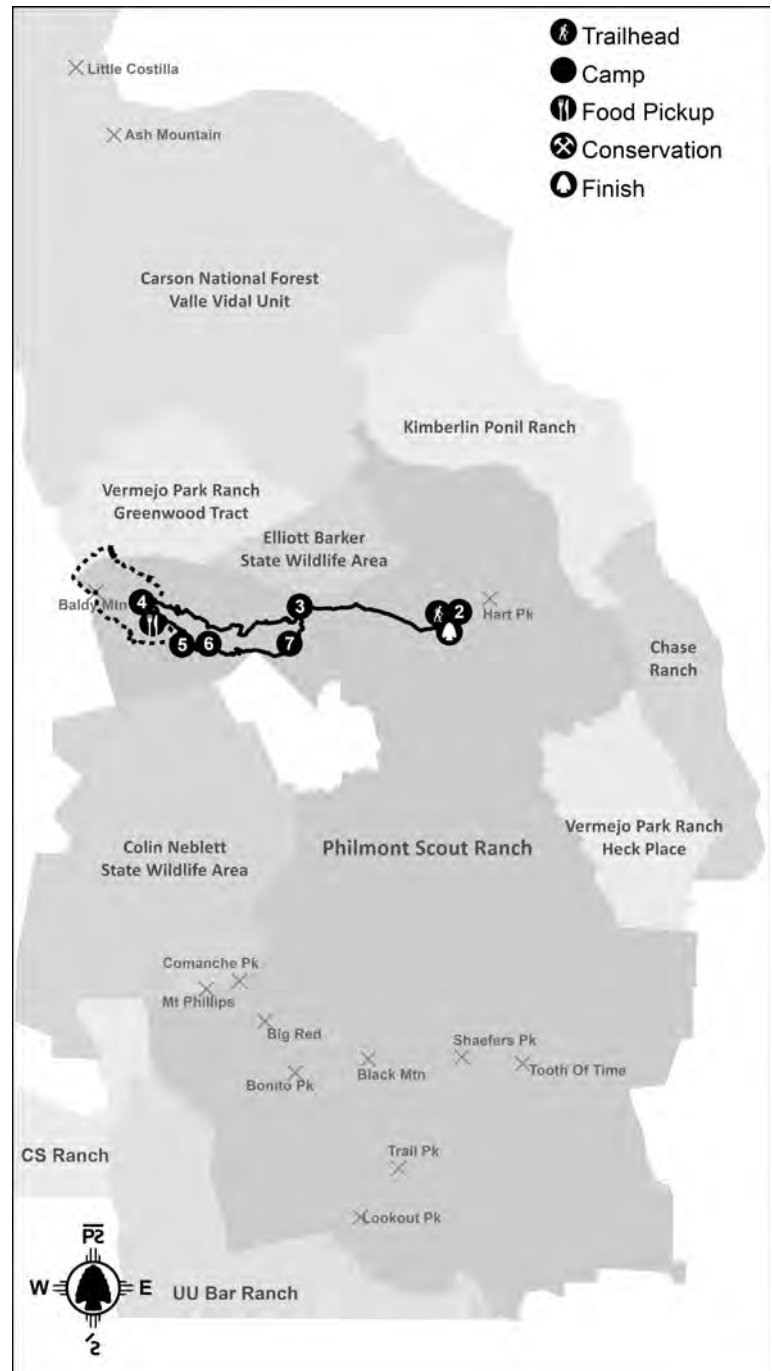 Trailhead
Camp
Food Pickup
Conservation
Finish
Little Costilla
Ash Mountain
Carson National Forest
Valle Vidal Unit
Kimberlin Ponil Ranch
Vermejo Park Ranch
Greenwood Tract
Elliott Barker
State Wildlife Area
Baldy Mtn
4
3
2
Hart Pk
5
6
7
Chase
Ranch
Colin Neblett
State Wildlife Area
Philmont Scout Ranch
Vermejo Park Ranch
Heck Place
Comanche Pk
Mt Phillips
Big Red
Bonito Pk
Black Mtn
Shaefers Pk
Tooth Of Time
Trail Pk
Lookout Pk
CS Ranch
UU Bar Ranch
W
E